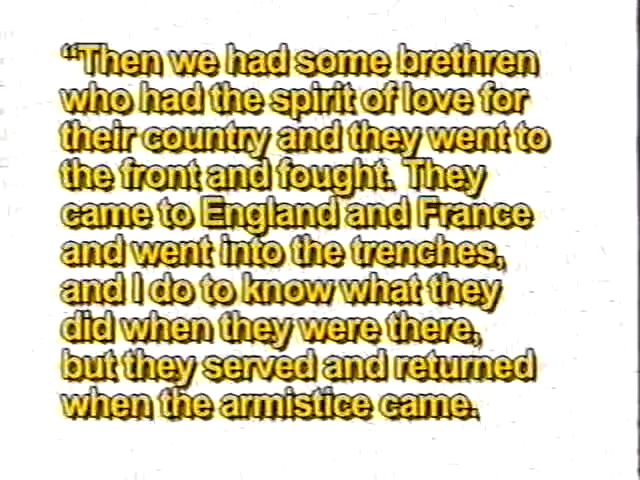 “Then we had some brethren
who had the spirit of love for
their country and they went to
the front and fought. They
came to England and France
and went into the trenches,
and I do to know what they
did when they were there,
but they served and returned
when the armistice came.